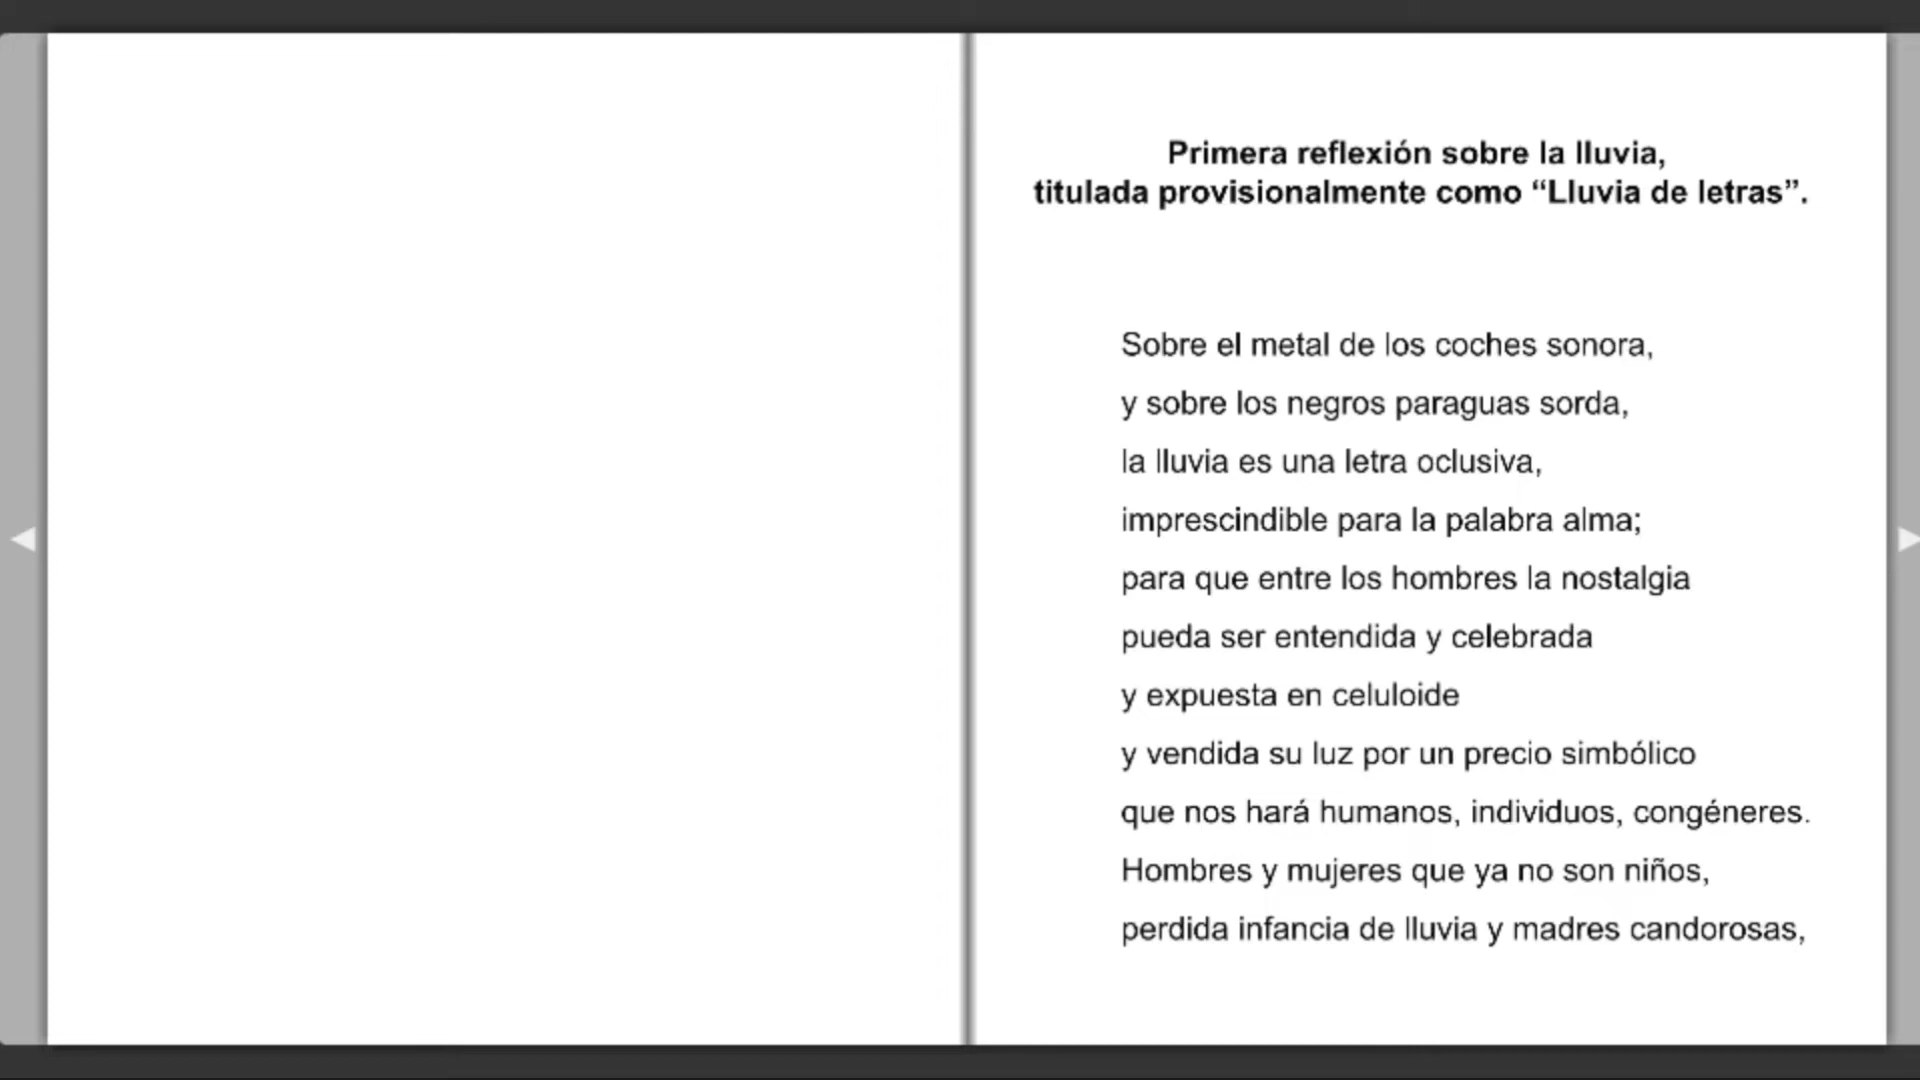 Primera reflexión sobre la lluvia,
titulada provisionalmente como “Lluvia de letras”.
Sobre el metal de los coches sonora,
y sobre los negros paraguas sorda,
la lluvia es una letra oclusiva,
imprescindible para la palabra alma;
para que entre los hombres la nostalgia
pueda ser entendida y celebrada
y expuesta en celuloide
y vendida su luz por un precio simbólico
que nos hará humanos, individuos, congéneres.
Hombres y mujeres que ya no son niños,
perdida infancia de lluvia y madres candorosas,